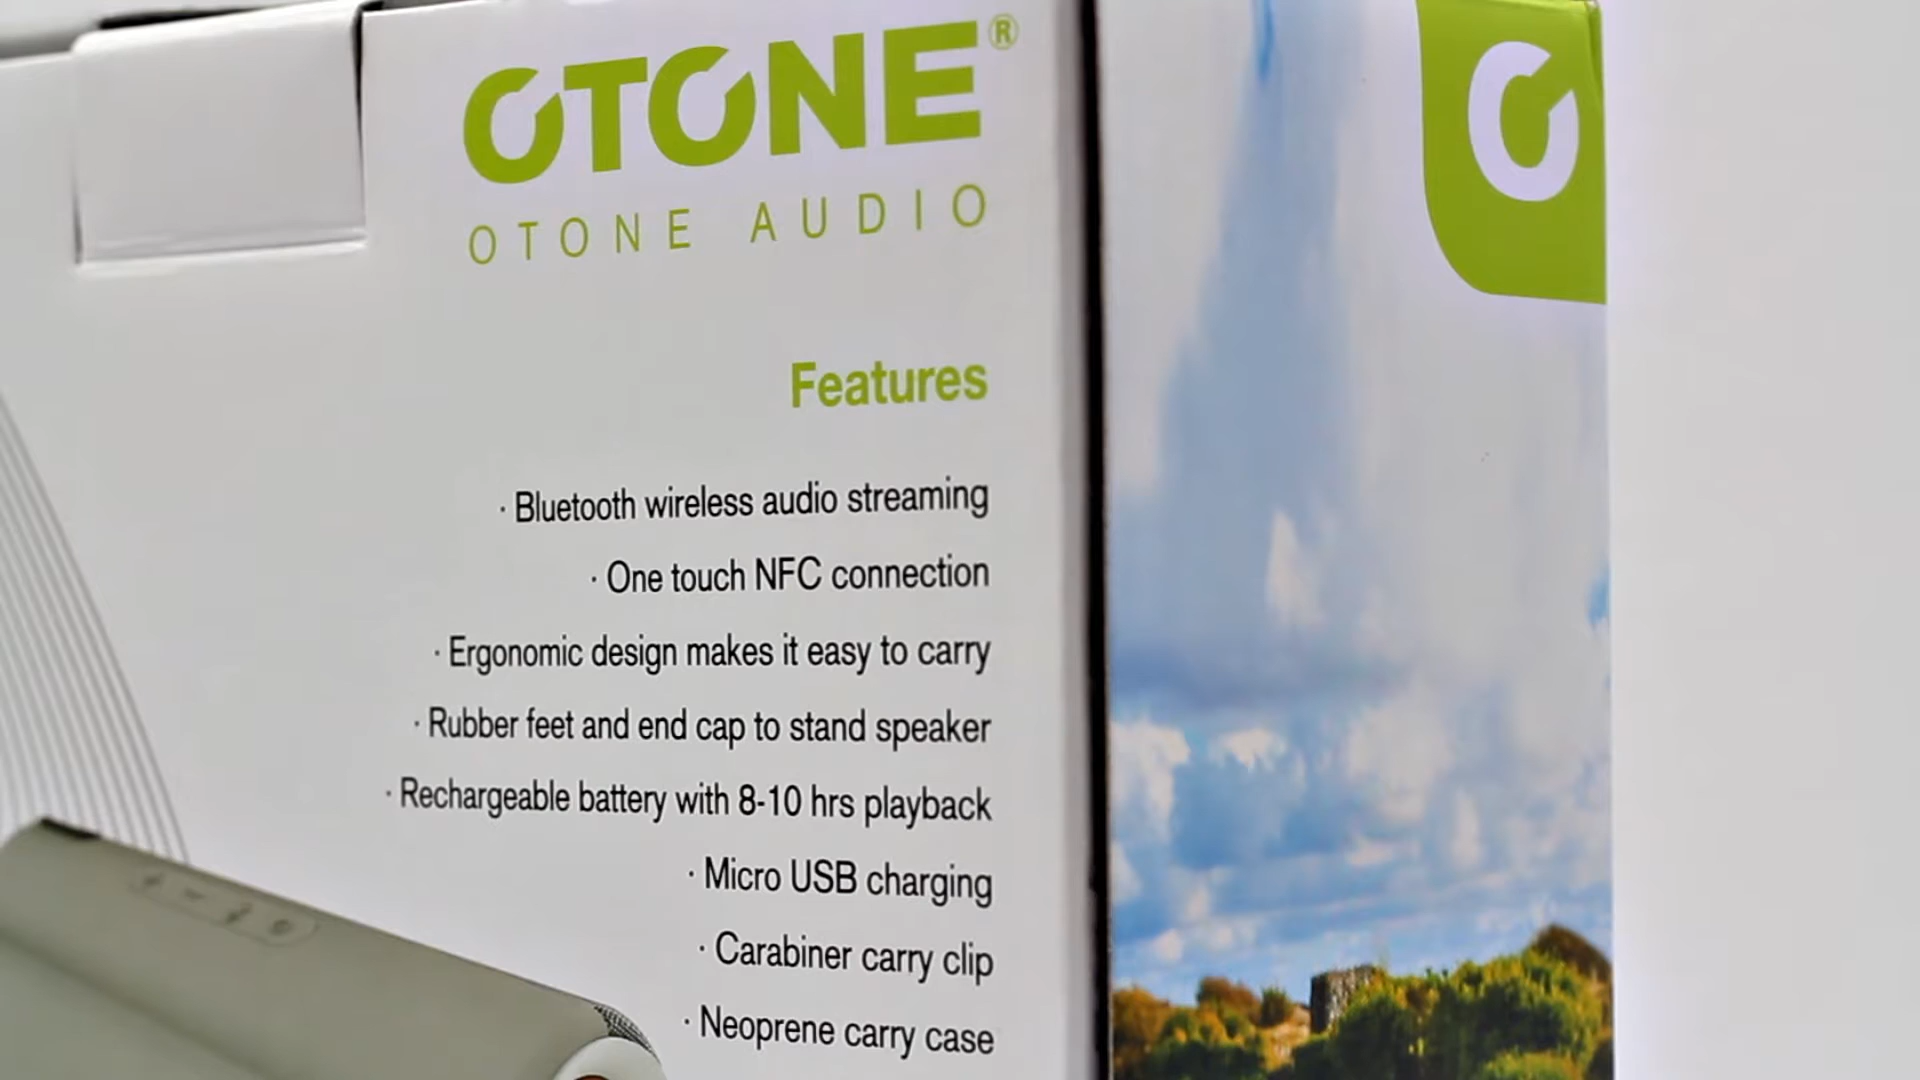 OTONE®
OTONE AUDIO
Features
· Bluetooth wireless audio streaming
· One touch NFC connection
· Ergonomic design makes it easy to carry
· Rubber feet and end cap to stand speaker
· Rechargeable battery with 8-10 hrs playback
· Micro USB charging
· Carabiner carry clip
· Neoprene carry case